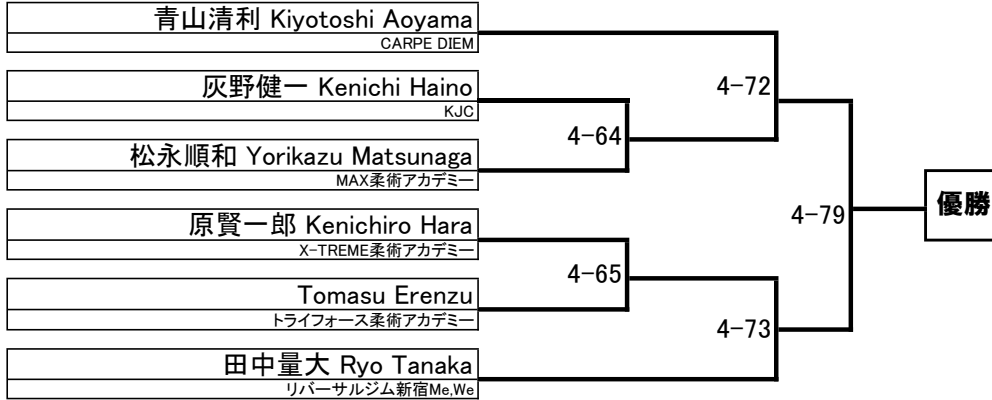 青山清利 Kiyotoshi Aoyama
CARPE DIEM
灰野健一 Kenichi Haino
KJC
松永順和 Yorikazu Matsunaga
MAX柔術アカデミー
原賢一郎 Kenichiro Hara
X-TREME柔術アカデミー
Tomasu Erenzu
トライフォース柔術アカデミー
田中量大 Ryo Tanaka
リバーサルジム新宿Me,We
4-64
4-65
4-72
4-73
4-79
優勝